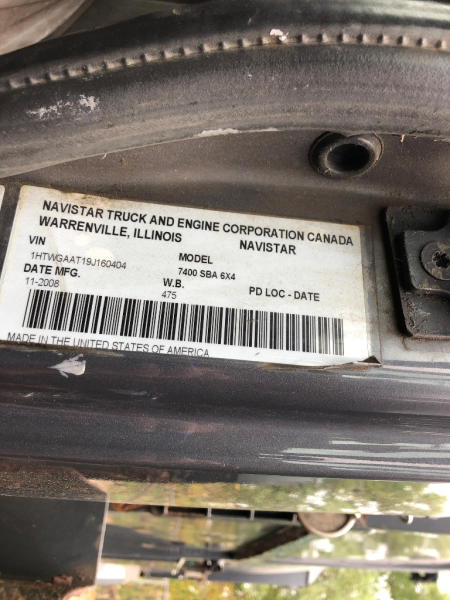 NAVISTAR TRUCK AND ENGINE CORPORATION CANADA
WARRENVILLE, ILLINOIS NAVISTAR
VIN MODEL
1HTWGAAT19J160404 7400 SBA 6X4
DATE MFG. W.B. PD LOC - DATE
11-2008 475
MADE IN THE UNITED STATES OF AMERICA